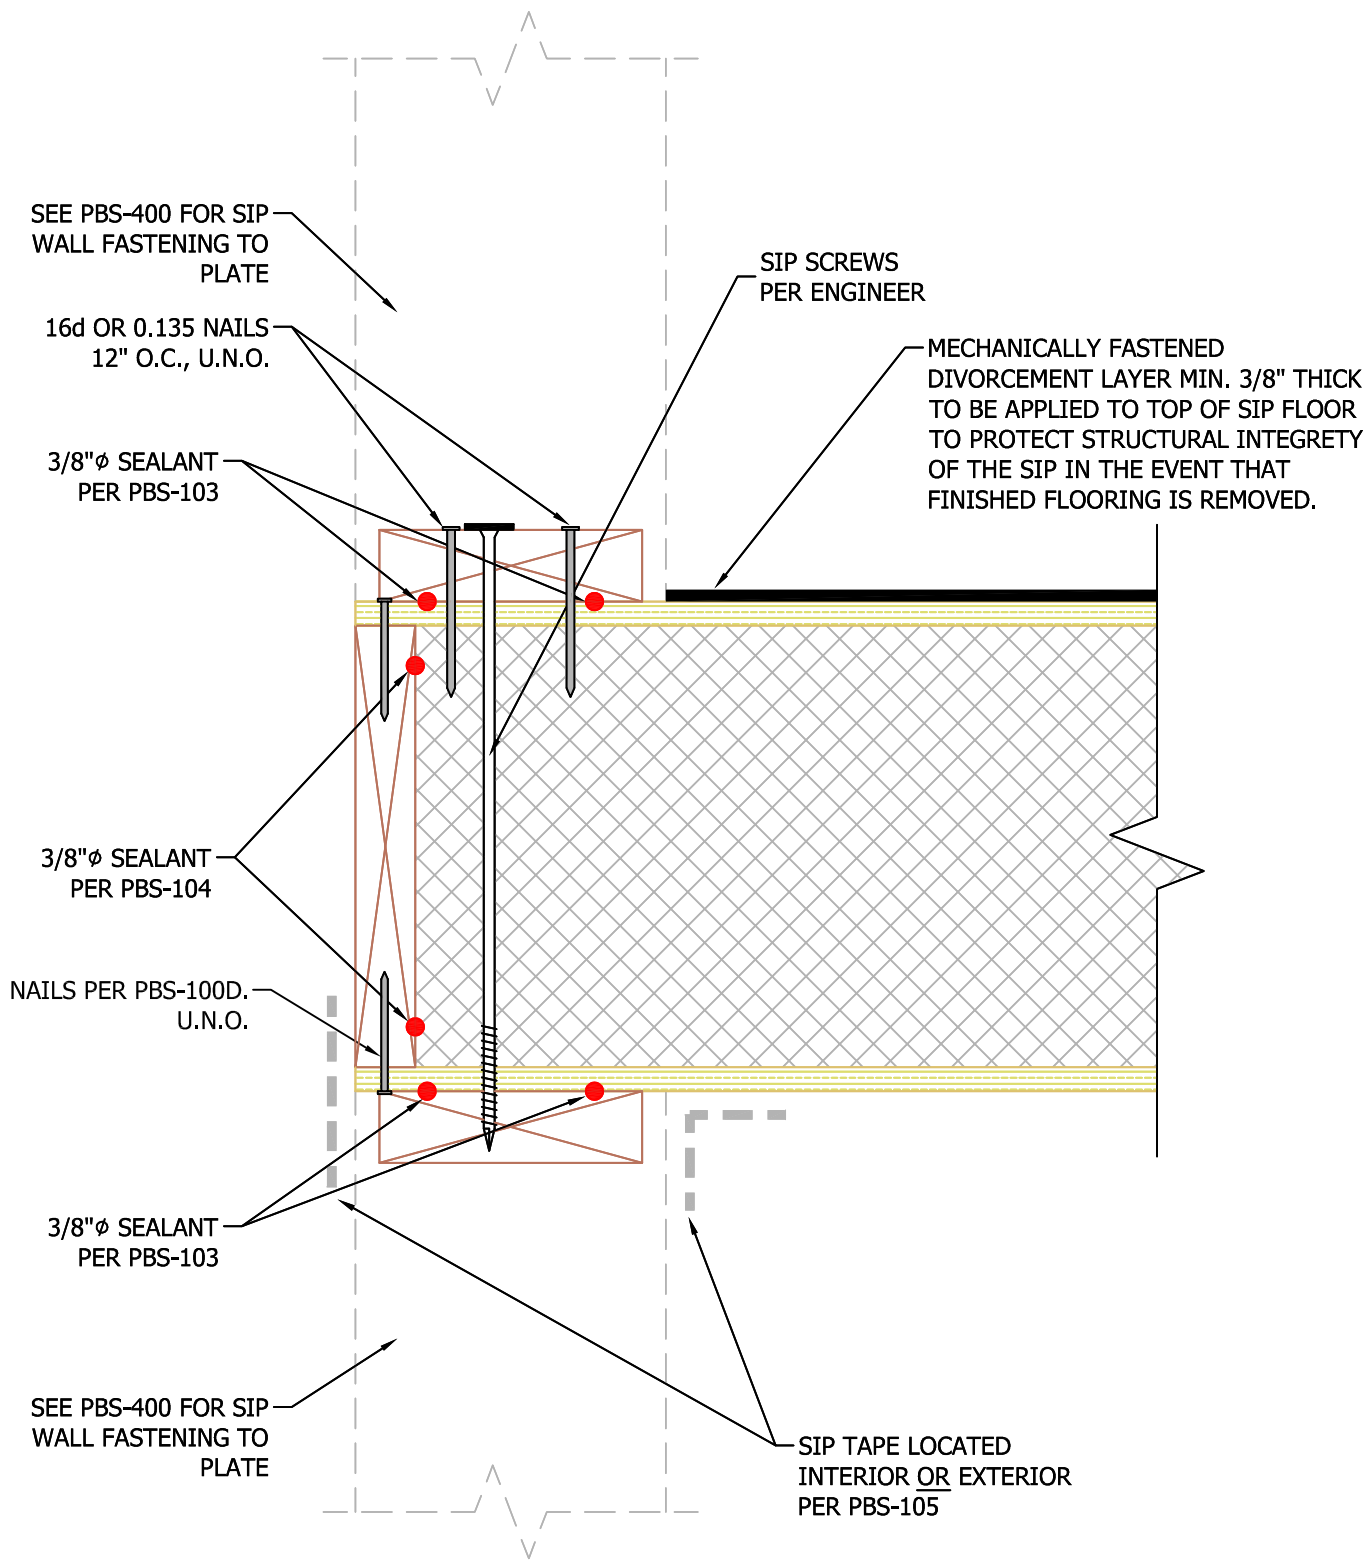 SEE PBS-400 FOR SIP
WALL FASTENING TO
PLATE
SIP SCREWS
PER ENGINEER
16d OR 0.135 NAILS
12" O.C., U.N.O.
MECHANICALLY FASTENED
DIVORCEMENT LAYER MIN. 3/8" THICK
TO BE APPLIED TO TOP OF SIP FLOOR
TO PROTECT STRUCTURAL INTEGRETY
OF THE SIP IN THE EVENT THAT
FINISHED FLOORING IS REMOVED.
3/8"ø SEALANT
PER PBS-103
3/8"ø SEALANT
PER PBS-104
NAILS PER PBS-100D.
U.N.O.
3/8"ø SEALANT
PER PBS-103
SEE PBS-400 FOR SIP
WALL FASTENING TO
PLATE
SIP TAPE LOCATED
INTERIOR OR EXTERIOR
PER PBS-105